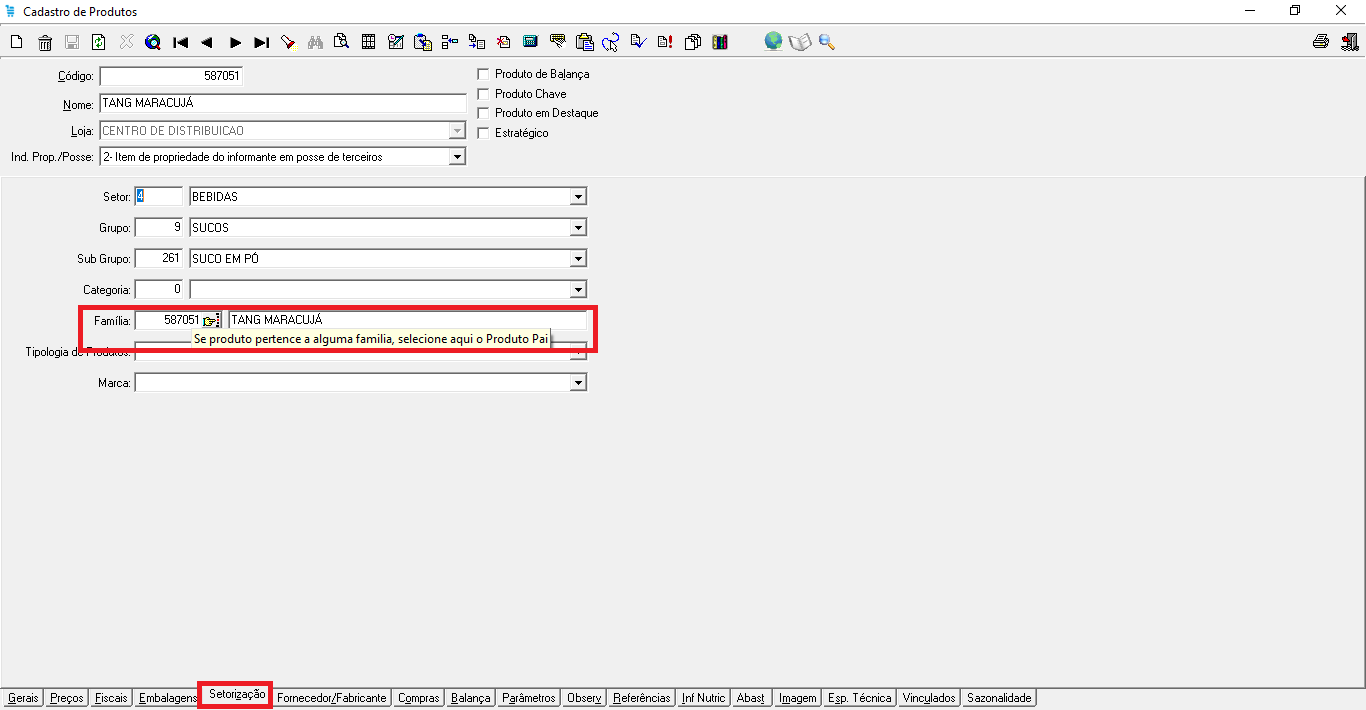 Cadastro de Produtos
Código: 587051
Produto de Balança
Nome: TANG MARACUJÁ
Produto Chave
Produto em Destaque
Loja: CENTRO DE DISTRIBUICAO
Estratégico
Ind. Prop./Posse: 2- Item de propriedade do informante em posse de terceiros
Setor: 4 BEBIDAS
Grupo: 9 SUCOS
Sub Grupo: 261 SUCO EM PÓ
Categoria: 0
Família: 587051 TANG MARACUJÁ
Se produto pertence a alguma familia, selecione aqui o Produto Pai
Tipologia de Produtos:
Marca:
Gerais Preços Fiscais Embalagens Setorização Fornecedor/Fabricante Compras Balança Parâmetros Observ Referências Inf Nutric Abast Imagem Esp. Técnica Vinculados Sazonalidade